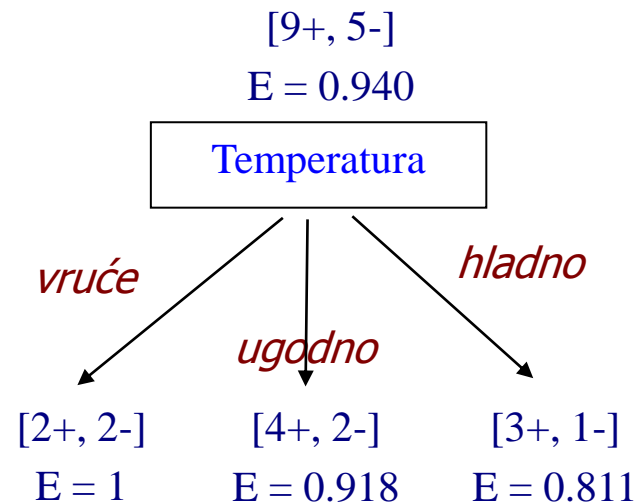 [9+, 5-]
E = 0.940
Temperatura
vruće
hladno
ugodno
[2+, 2-]
[4+, 2-]
[3+, 1-]
E = 1
E = 0.918
E = 0.811